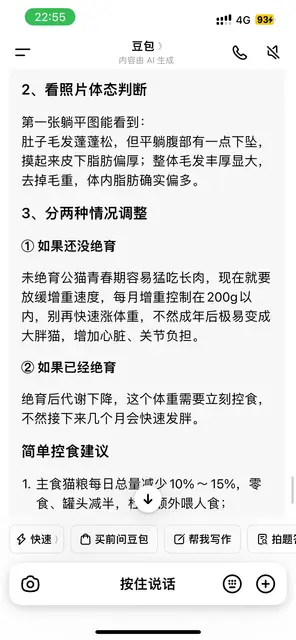 22:55
4G 93
豆包
内容由 AI 生成
2、看照片体态判断
第一张躺平图能看到：
肚子毛发蓬蓬松，但平躺腹部有一点下坠，
摸起来皮下脂肪偏厚；整体毛发丰厚显大，
去掉毛重，体内脂肪确实偏多。
3、分两种情况调整
① 如果还没绝育
未绝育公猫青春期容易猛吃长肉，现在就要
放缓增重速度，每月增重控制在200g以
内，别再快速涨体重，不然成年后极易变成
大胖猫，增加心脏、关节负担。
② 如果已经绝育
绝育后代谢下降，这个体重需要立刻控食，
不然接下来几个月会快速发胖。
简单控食建议
1. 主食猫粮每日总量减少10%～15%，零
食、罐头减半，杜 额外喂人食；
快速 买前问豆包 帮我写作 拍题答
按住说话